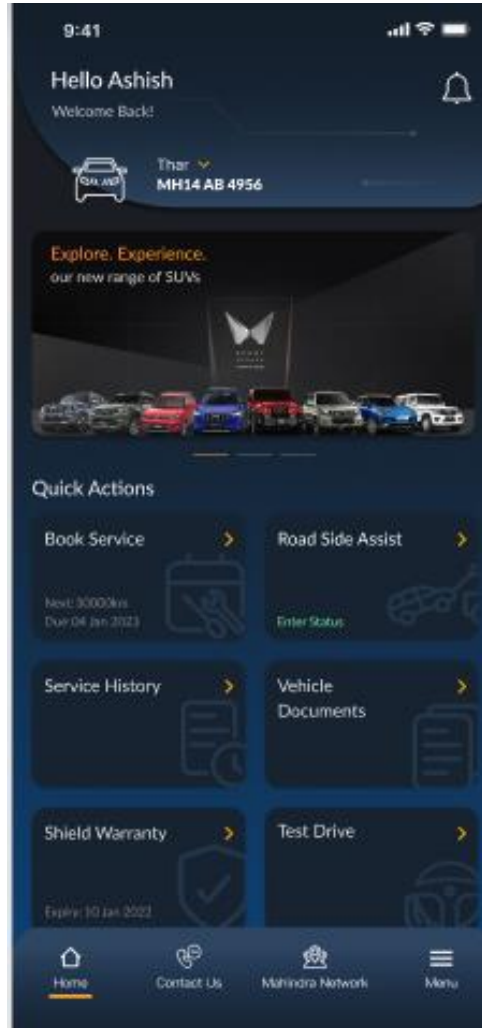 9:41
Hello Ashish
Welcome Back!
Thar
MH14 AB 4956
Explore. Experience.
our new range of SUVs
Quick Actions
Book Service
Next: 30000km
Due 04 Jan 2023
Road Side Assist
Enter Status
Service History
Vehicle
Documents
Shield Warranty
Expiry: 10 Jan 2022
Test Drive
Home
Contact Us
Mahindra Network
Menu